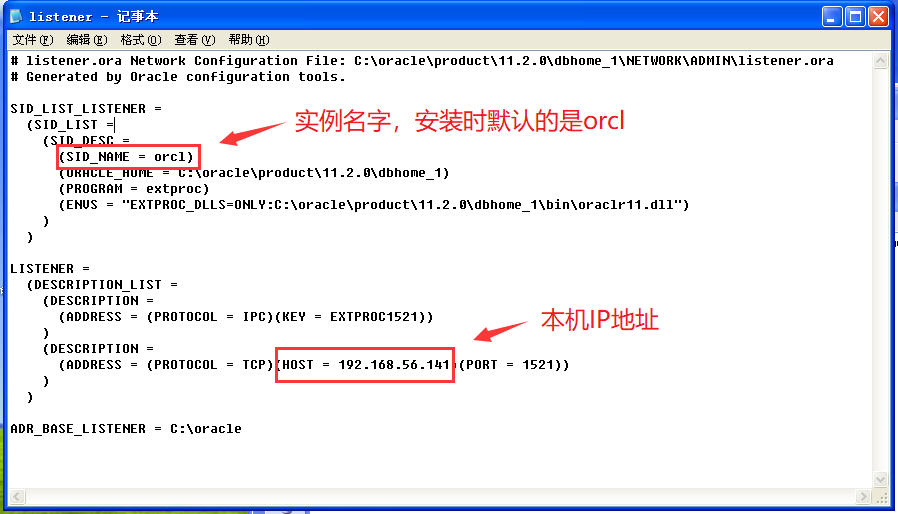 listener - 记事本
文件(F) 编辑(E) 格式(O) 查看(V) 帮助(H)
# listener.ora Network Configuration File: C:\oracle\product\11.2.0\dbhome_1\NETWORK\ADMIN\listener.ora
# Generated by Oracle configuration tools.
SID_LIST_LISTENER =
(SID_LIST =
实例名字，安装时默认的是orcl
(SID_DESC =
(SID_NAME = orcl)
(ORACLE_HOME = C:\oracle\product\11.2.0\dbhome_1)
(PROGRAM = extproc)
(ENVS = "EXTPROC_DLLS=ONLY:C:\oracle\product\11.2.0\dbhome_1\bin\oraclr11.dll")
)
)
LISTENER =
(DESCRIPTION_LIST =
(DESCRIPTION =
(ADDRESS = (PROTOCOL = IPC)(KEY = EXTPROC1521))
本机IP地址
)
(DESCRIPTION =
(ADDRESS = (PROTOCOL = TCP)(HOST = 192.168.56.141)(PORT = 1521))
)
)
ADR_BASE_LISTENER = C:\oracle